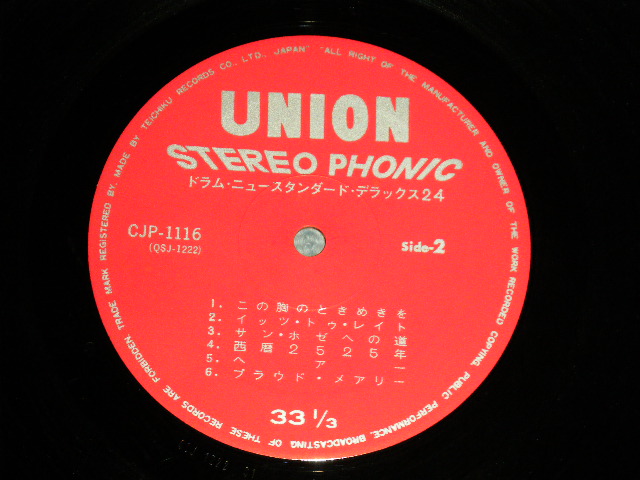 TRADE MARK REGISTERED BY. MADE BY TEICHIKU RECORDS CO., LTD., JAPAN" "ALL RIGHT OF THE MANUFACTURER AND OWNER OF THE WORK RECORDED COPYING, PUBLIC PERFORMANCE, BROADCASTING OF THESE RECORDS ARE FORBIDDEN.
UNION
STEREO PHONIC
ドラム・ニュースタンダード・デラックス24
CJP-1116
(QSJ-1222)
Side-2
1. この胸のときめきを
2. イッツ・トゥ・レイト
3. サン・ホゼへの道
4. 西暦2525年
5. ヘアー
6. プラウド・メアリー
33 1/3